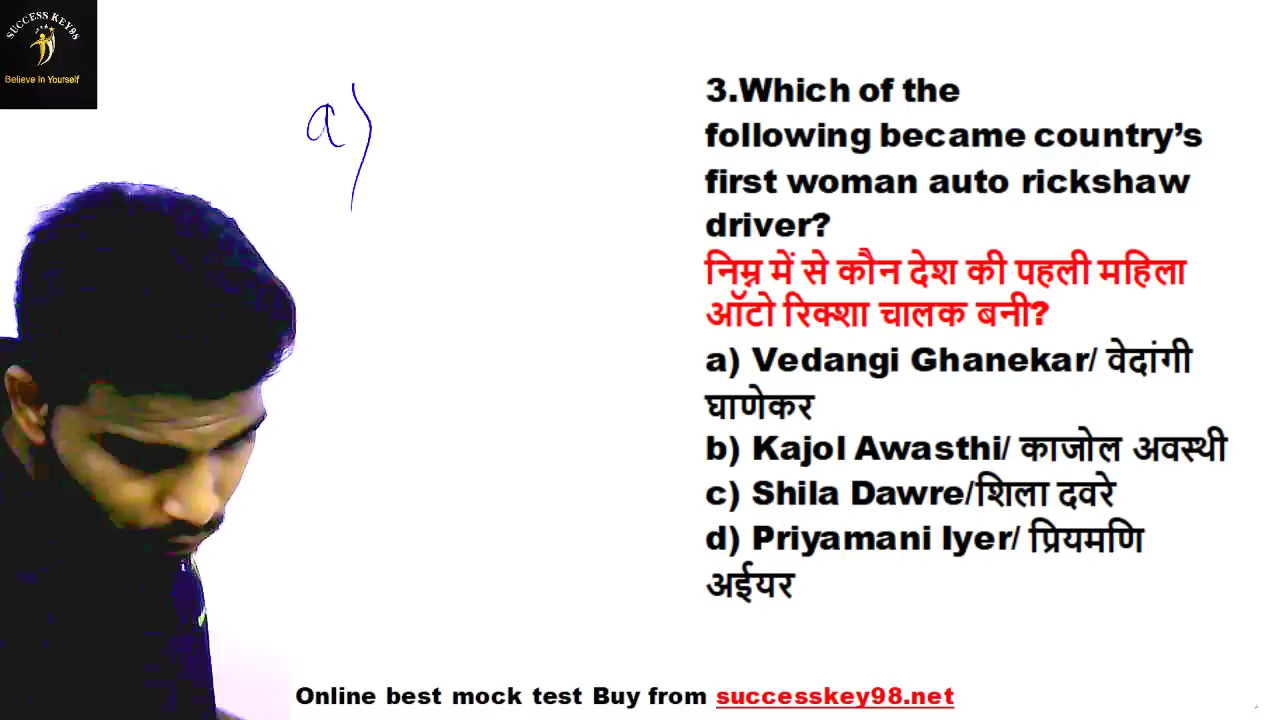 SUCCESS KEY98
Believe In Yourself
a)
3.Which of the
following became country’s
first woman auto rickshaw
driver?
निम्न में से कौन देश की पहली महिला
ऑटो रिक्शा चालक बनी?
a) Vedangi Ghanekar/ वेदांगी
घाणेकर
b) Kajol Awasthi/ काजोल अवस्थी
c) Shila Dawre/शिला दवरे
d) Priyamani Iyer/ प्रियमणि
अईयर
Online best mock test Buy from successkey98.net